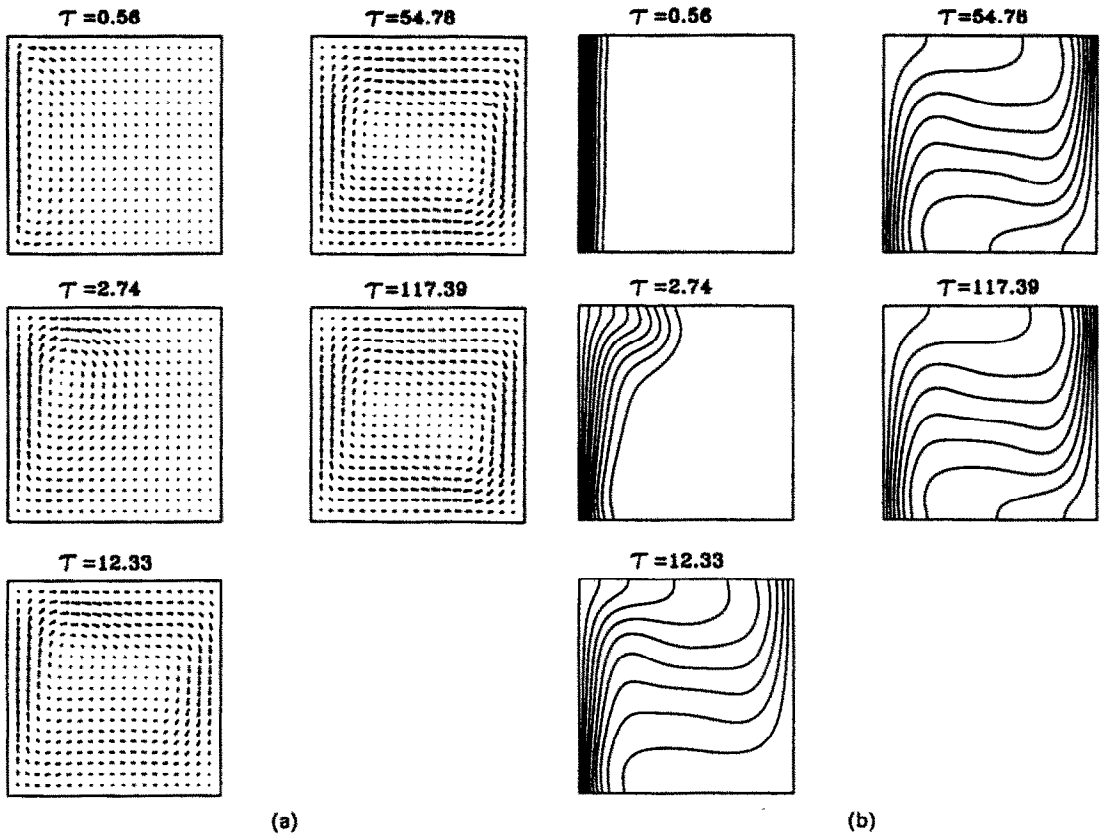 τ =0.56
τ=54.78
τ =0.56
τ =54.78
τ =2.74
τ=117.39
τ =2.74
τ =117.39
τ =12.33
τ =12.33
(a)
(b)